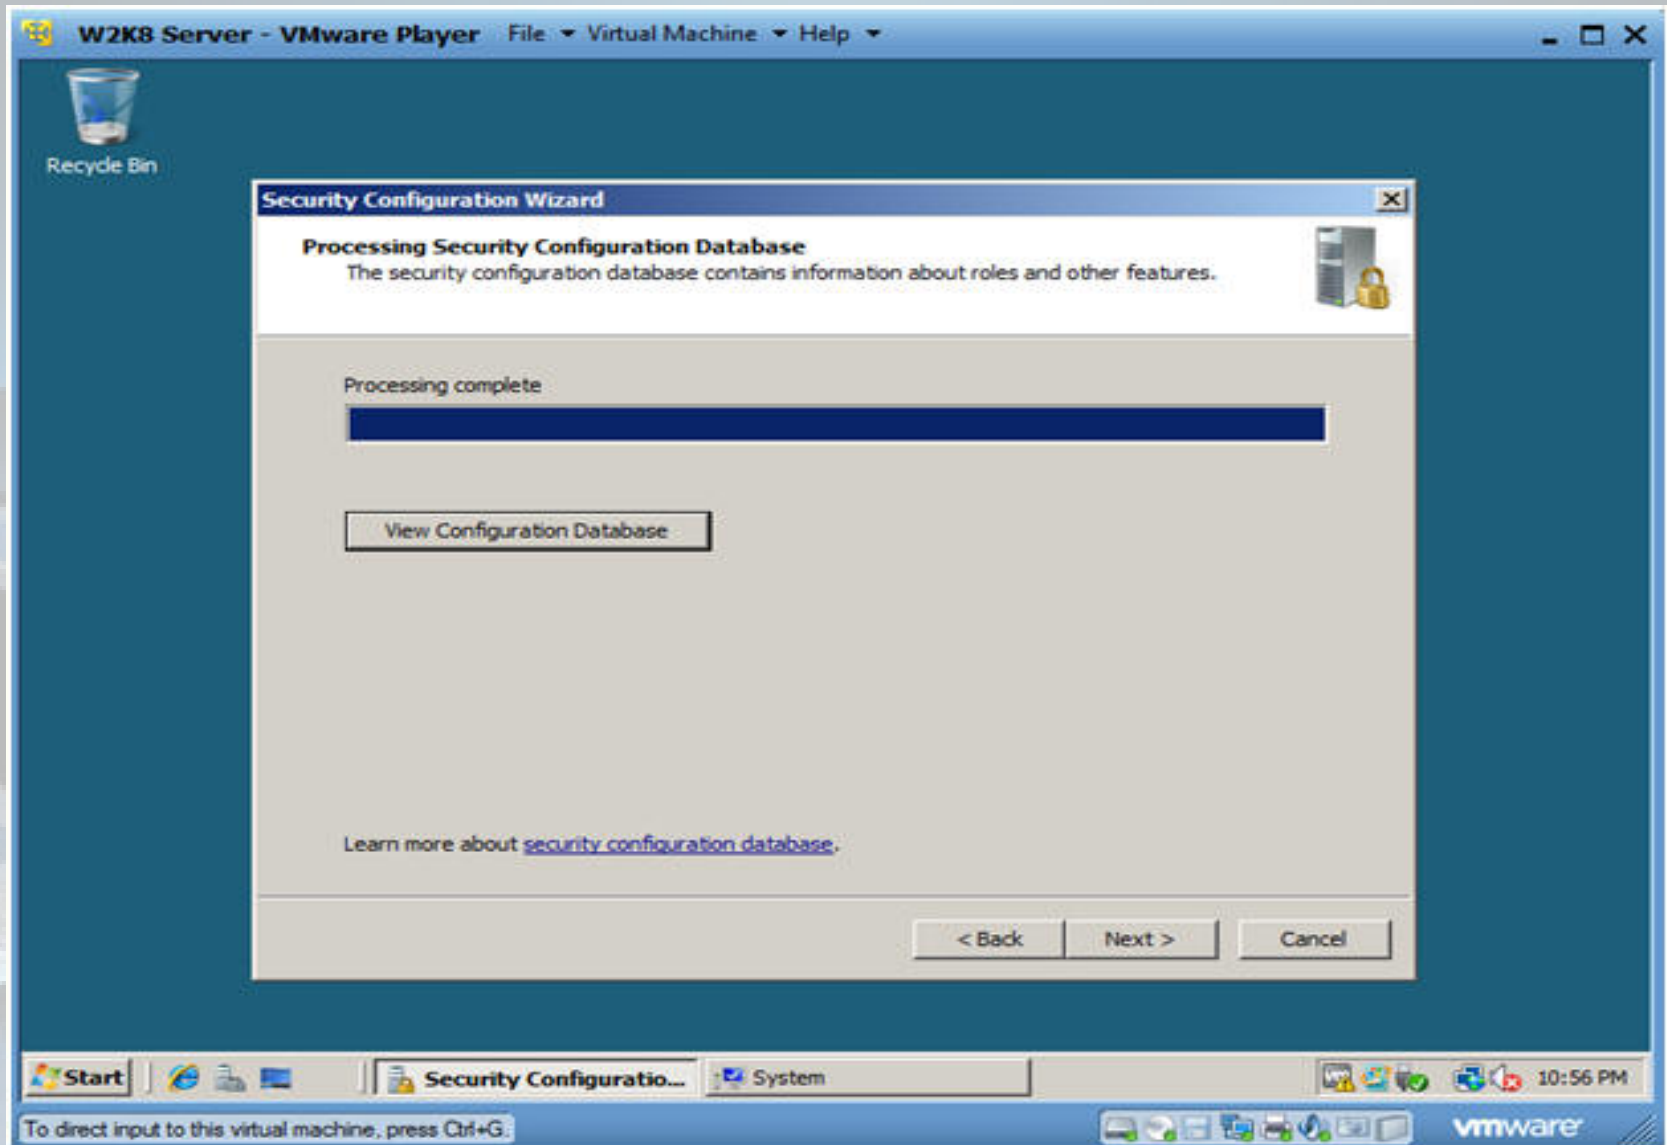 W2K8 Server - VMware Player File Virtual Machine Help
Recycle Bin
Security Configuration Wizard
Processing Security Configuration Database
The security configuration database contains information about roles and other features.
Processing complete
View Configuration Database
Learn more about security configuration database.
< Back Next > Cancel
Start Security Configuratio... System 10:56 PM
To direct input to this virtual machine, press Ctrl+G. vmware